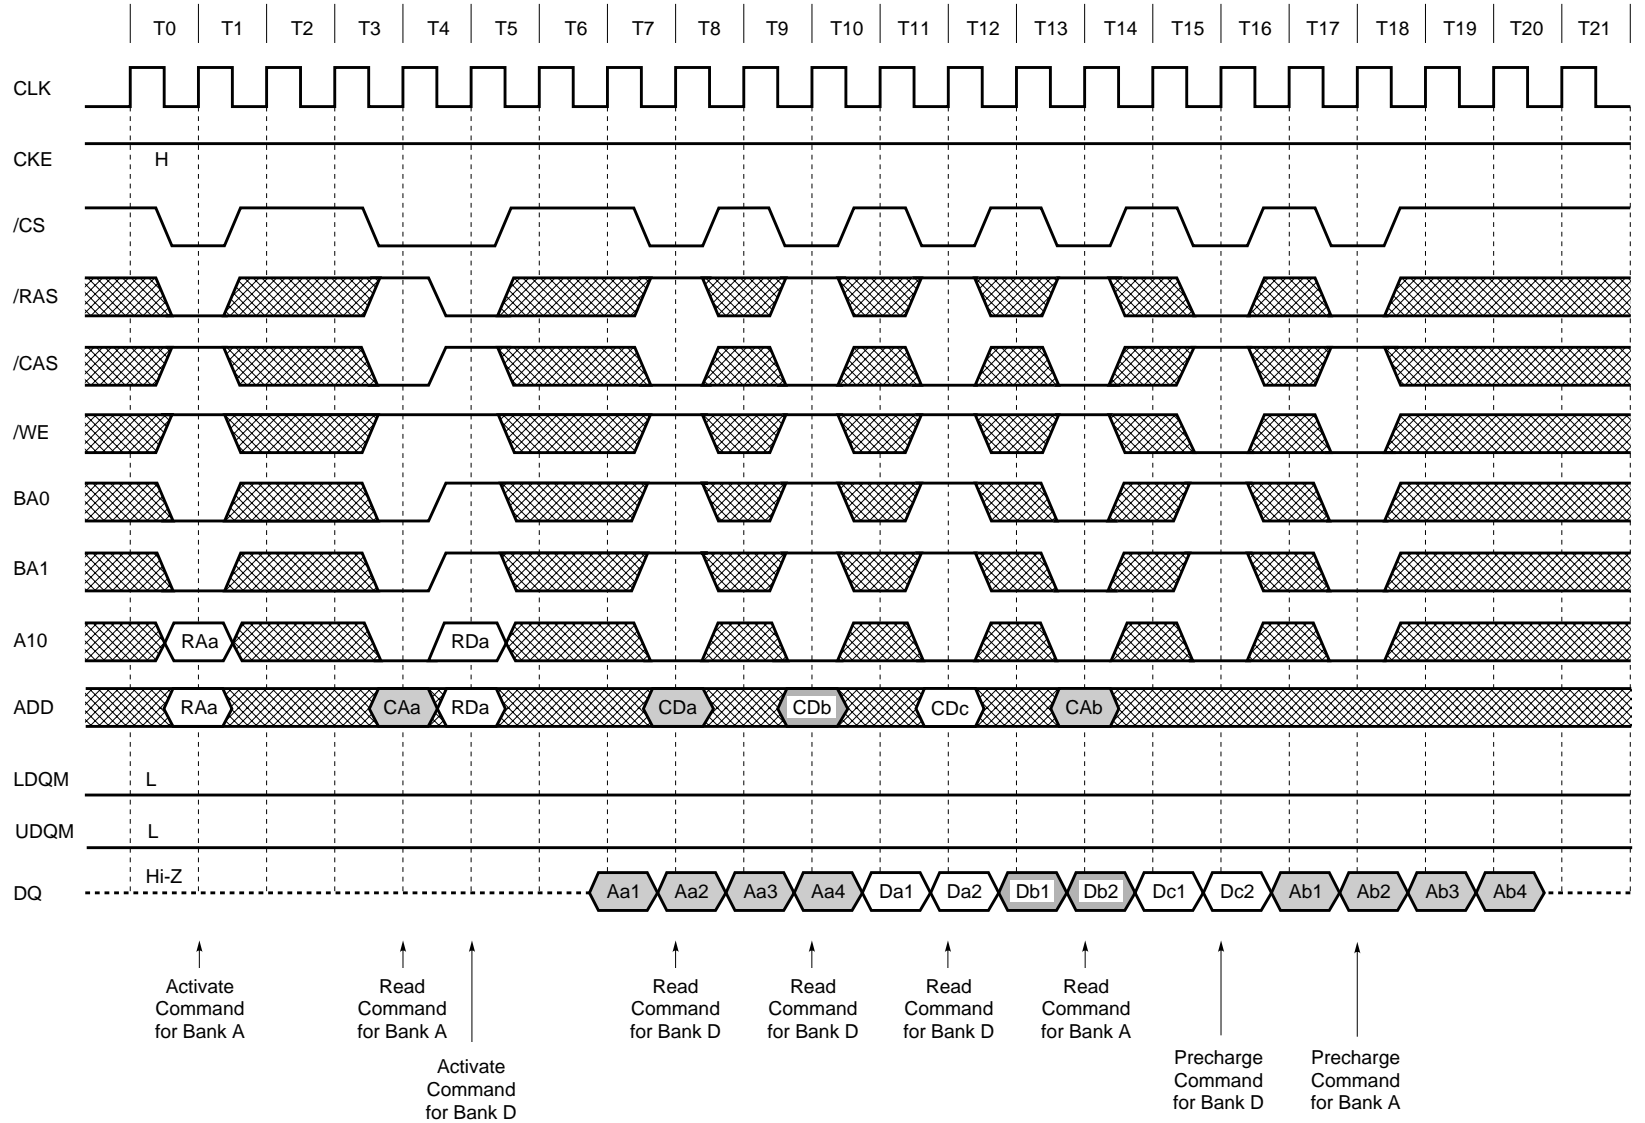 T0 T1 T2 T3 T4 T5 T6 T7 T8 T9 T10 T11 T12 T13 T14 T15 T16 T17 T18 T19 T20 T21
CLK
CKE H
/CS
/RAS
/CAS
/WE
BA0
BA1
A10 RAa RDa
ADD RAa CAa RDa CDa CDb CDc CAb
LDQM L
UDQM L
DQ Hi-Z Aa1 Aa2 Aa3 Aa4 Da1 Da2 Db1 Db2 Dc1 Dc2 Ab1 Ab2 Ab3 Ab4
Activate
Command
for Bank A
Read
Command
for Bank A
Activate
Command
for Bank D
Read
Command
for Bank D
Read
Command
for Bank D
Read
Command
for Bank D
Read
Command
for Bank A
Precharge
Command
for Bank D
Precharge
Command
for Bank A